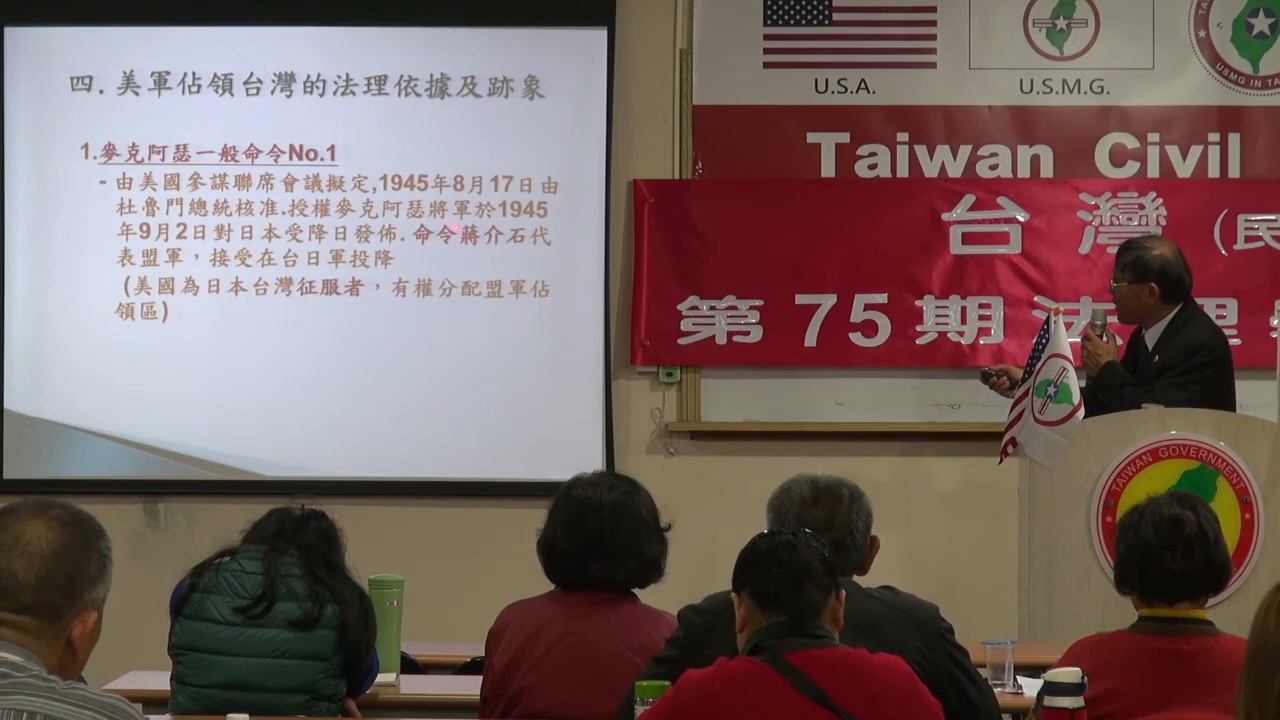 四. 美軍佔領台灣的法理依據及跡象
1.麥克阿瑟一般命令No.1
- 由美國參謀聯席會議擬定,1945年8月17日由
杜魯門總統核准.授權麥克阿瑟將軍於1945
年9月2日對日本受降日發佈. 命令蔣介石代
表盟軍，接受在台日軍投降
(美國為日本台灣征服者，有權分配盟軍佔
領區)
U.S.A.
U.S.M.G.
USMG IN TA
Taiwan Civil
台灣(民
第75期法理
TAIWAN GOVERNMENT